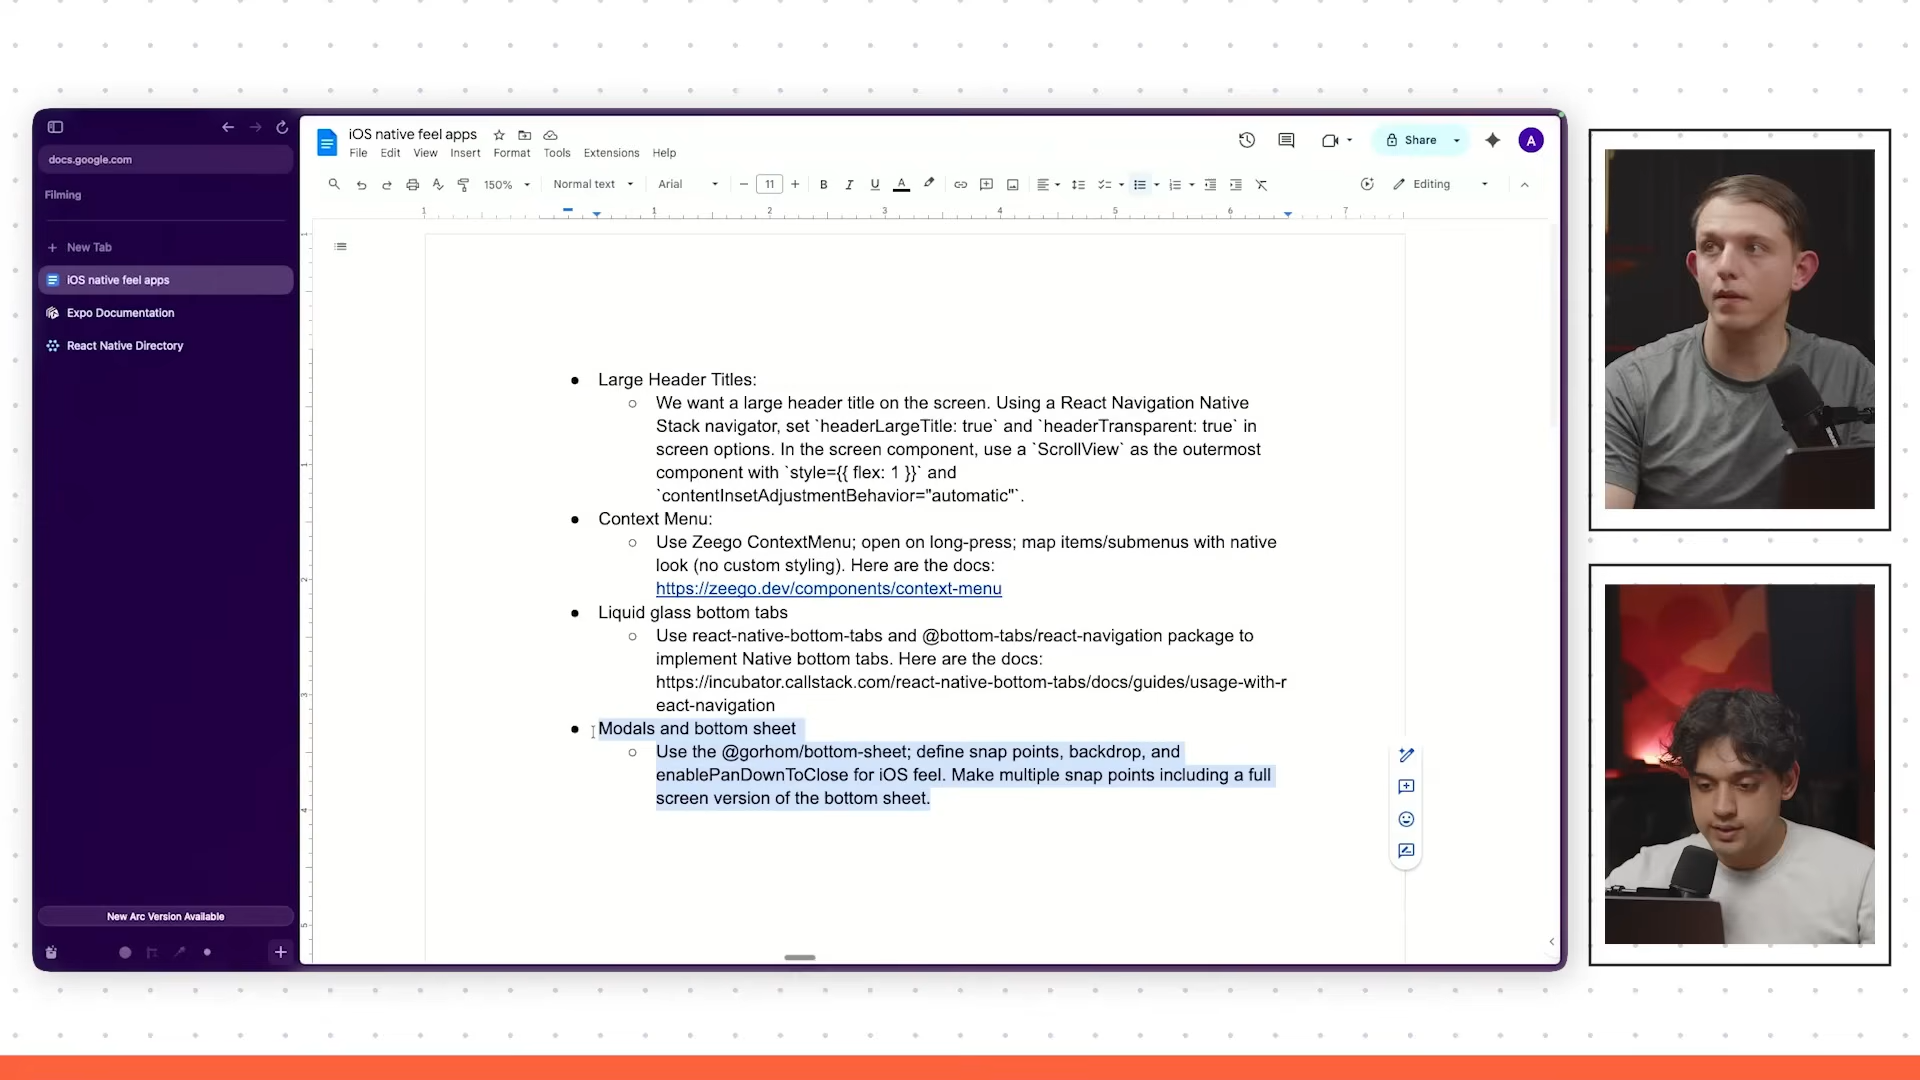 docs.google.com
Filming
New Tab
iOS native feel apps
Expo Documentation
React Native Directory
New Arc Version Available
iOS native feel apps
File Edit View Insert Format Tools Extensions Help
Share
A
150% Normal text Arial 11 B I U A Editing
1 1 2 3 4 5 6 7
Large Header Titles:
We want a large header title on the screen. Using a React Navigation Native
Stack navigator, set `headerLargeTitle: true` and `headerTransparent: true` in
screen options. In the screen component, use a `ScrollView` as the outermost
component with `style={{ flex: 1 }}` and
`contentInsetAdjustmentBehavior="automatic"`.
Context Menu:
Use Zeego ContextMenu; open on long-press; map items/submenus with native
look (no custom styling). Here are the docs:
https://zeego.dev/components/context-menu
Liquid glass bottom tabs
Use react-native-bottom-tabs and @bottom-tabs/react-navigation package to
implement Native bottom tabs. Here are the docs:
https://incubator.callstack.com/react-native-bottom-tabs/docs/guides/usage-with-r
eact-navigation
Modals and bottom sheet
Use the @gorhom/bottom-sheet; define snap points, backdrop, and
enablePanDownToClose for iOS feel. Make multiple snap points including a full
screen version of the bottom sheet.